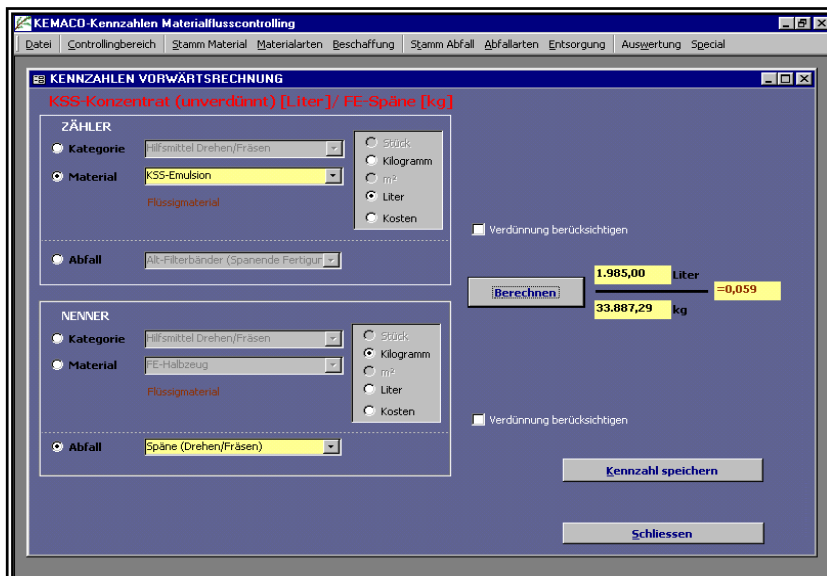 KEMACO-Kennzahlen Materialflusscontrolling
Datei Controllingbereich Stamm Material Materialarten Beschaffung Stamm Abfall Abfallarten Entsorgung Auswertung Special
KENNZAHLEN VORWÄRTSRECHNUNG
KSS-Konzentrat (unverdünnt) [Liter]/ FE-Späne [kg]
ZÄHLER
Kategorie Hilfsmittel Drehen/Fräsen
Material KSS-Emulsion
Flüssigmaterial
Stück
Kilogramm
m²
Liter
Kosten
Verdünnung berücksichtigen
Abfall Alt-Filterbänder (Spanende Fertigur
Berechnen
1.985,00 Liter
=0,059
33.887,29 kg
NENNER
Kategorie Hilfsmittel Drehen/Fräsen
Material FE-Halbzeug
Flüssigmaterial
Stück
Kilogramm
m²
Liter
Kosten
Verdünnung berücksichtigen
Abfall Späne (Drehen/Fräsen)
Kennzahl speichern
Schliessen